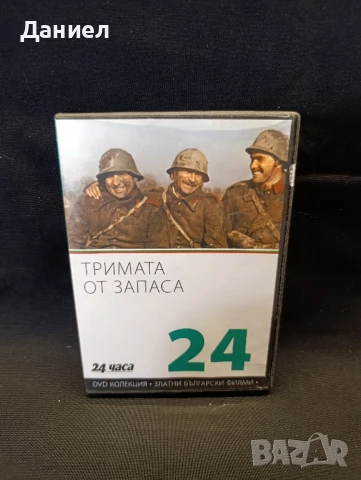 Даниел
ТРИМАТА
ОТ ЗАПАСА
24 часа
24
DVD КОЛЕКЦИЯ • ЗЛАТНИ БЪЛГАРСКИ ФИЛМИ •
BAZAR